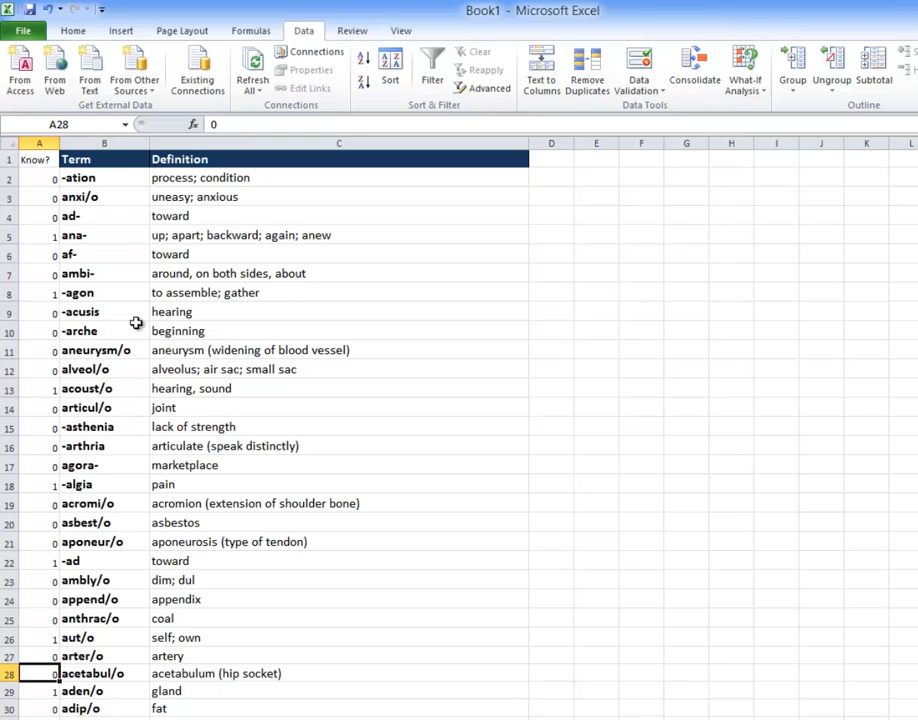 Book1 - Microsoft Excel
File Home Insert Page Layout Formulas Data Review View
From Access
From Web
From Text
From Other Sources
Existing Connections
Get External Data
Refresh All
Connections
Properties
Edit Links
Connections
Sort
Filter
Clear
Reapply
Advanced
Sort & Filter
Text to Columns
Remove Duplicates
Data Validation
Consolidate
What-If Analysis
Data Tools
Group
Ungroup
Subtotal
Outline
A28 fx 0
A B C D E F G H I J K L
1 Know? Term Definition
2 0 -ation process; condition
3 0 anxi/o uneasy; anxious
4 0 ad- toward
5 1 ana- up; apart; backward; again; anew
6 0 af- toward
7 0 ambi- around, on both sides, about
8 1 -agon to assemble; gather
9 0 -acusis hearing
10 0 -arche beginning
11 0 aneurysm/o aneurysm (widening of blood vessel)
12 0 alveol/o alveolus; air sac; small sac
13 1 acoust/o hearing, sound
14 0 articul/o joint
15 0 -asthenia lack of strength
16 0 -arthria articulate (speak distinctly)
17 0 agora- marketplace
18 1 -algia pain
19 0 acromi/o acromion (extension of shoulder bone)
20 0 asbest/o asbestos
21 0 aponeur/o aponeurosis (type of tendon)
22 1 -ad toward
23 0 ambly/o dim; dul
24 0 append/o appendix
25 0 anthrac/o coal
26 1 aut/o self; own
27 0 arter/o artery
28 0 acetabul/o acetabulum (hip socket)
29 1 aden/o gland
30 0 adip/o fat